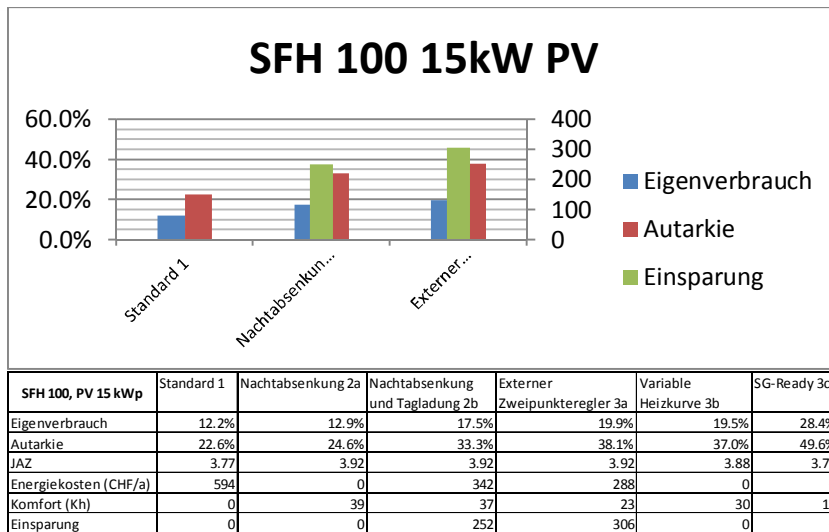 SFH 100 15kW PV
60.0%
40.0%
20.0%
0.0%
400
300
200
100
0
Eigenverbrauch
Autarkie
Einsparung
Standard 1
Nachtabsenkun...
Externer...
SFH 100, PV 15 kWp Standard 1 Nachtabsenkung 2a Nachtabsenkung und Tagladung 2b Externer Zweipunkteregler 3a Variable Heizkurve 3b SG-Ready 3c
Eigenverbrauch 12.2% 12.9% 17.5% 19.9% 19.5% 28.4%
Autarkie 22.6% 24.6% 33.3% 38.1% 37.0% 49.6%
JAZ 3.77 3.92 3.92 3.92 3.88 3.7
Energiekosten (CHF/a) 594 0 342 288 0
Komfort (Kh) 0 39 37 23 30 1
Einsparung 0 0 252 306 0